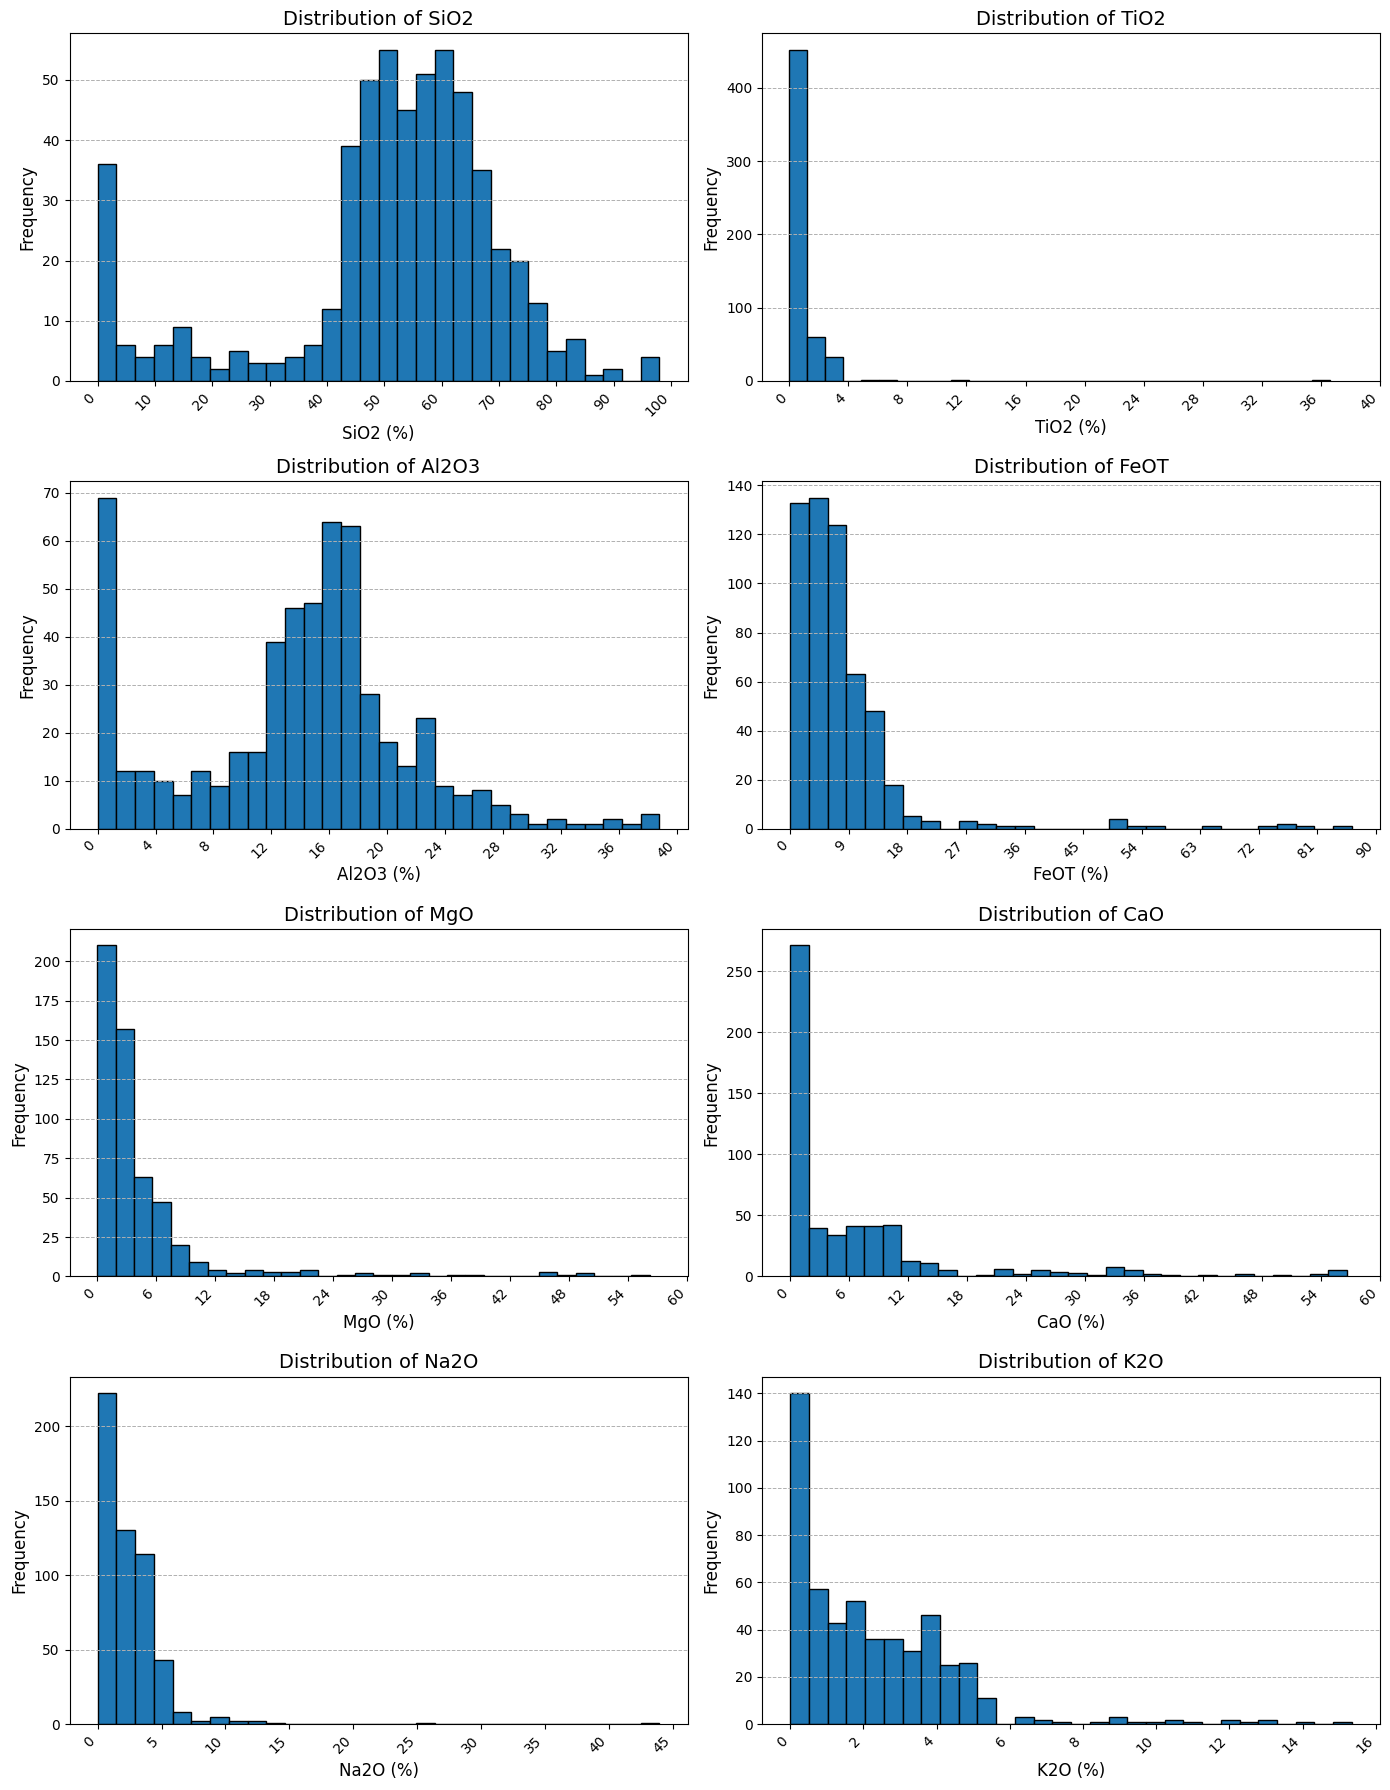 Distribution of SiO2
Frequency
50
40
30
20
10
0
0 10 20 30 40 50 60 70 80 90 100
SiO2 (%)
Distribution of TiO2
Frequency
400
300
200
100
0
0 4 8 12 16 20 24 28 32 36 40
TiO2 (%)
Distribution of Al2O3
Frequency
70
60
50
40
30
20
10
0
0 4 8 12 16 20 24 28 32 36 40
Al2O3 (%)
Distribution of FeOT
Frequency
140
120
100
80
60
40
20
0
0 9 18 27 36 45 54 63 72 81 90
FeOT (%)
Distribution of MgO
Frequency
200
175
150
125
100
75
50
25
0
0 6 12 18 24 30 36 42 48 54 60
MgO (%)
Distribution of CaO
Frequency
250
200
150
100
50
0
0 6 12 18 24 30 36 42 48 54 60
CaO (%)
Distribution of Na2O
Frequency
200
150
100
50
0
0 5 10 15 20 25 30 35 40 45
Na2O (%)
Distribution of K2O
Frequency
140
120
100
80
60
40
20
0
0 2 4 6 8 10 12 14 16
K2O (%)